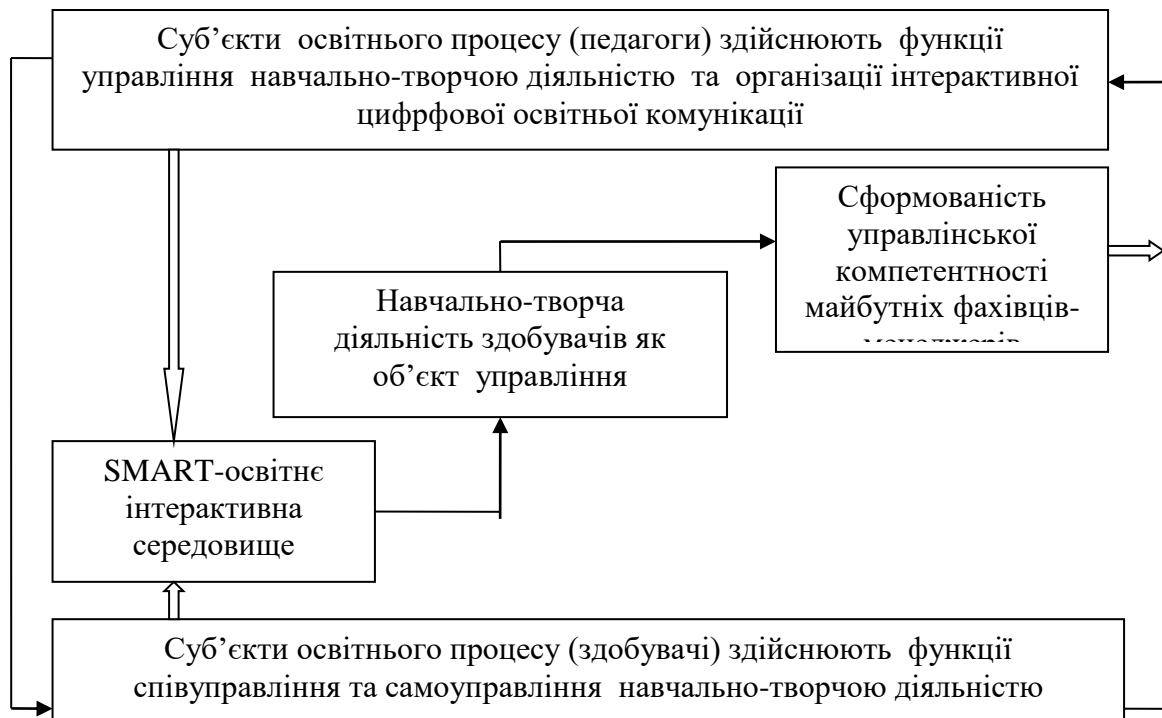 Суб’єкти освітнього процесу (педагоги) здійснюють функції
управління навчально-творчою діяльністю та організації інтерактивної
цифрфової освітньої комунікації
Сформованість
управлінської
компетентності
майбутніх фахівців-
менеджерів
Навчально-творча
діяльність здобувачів як
об’єкт управління
SMART-освітнє
інтерактивна
середовище
Суб’єкти освітнього процесу (здобувачі) здійснюють функції
співуправління та самоуправління навчально-творчою діяльністю